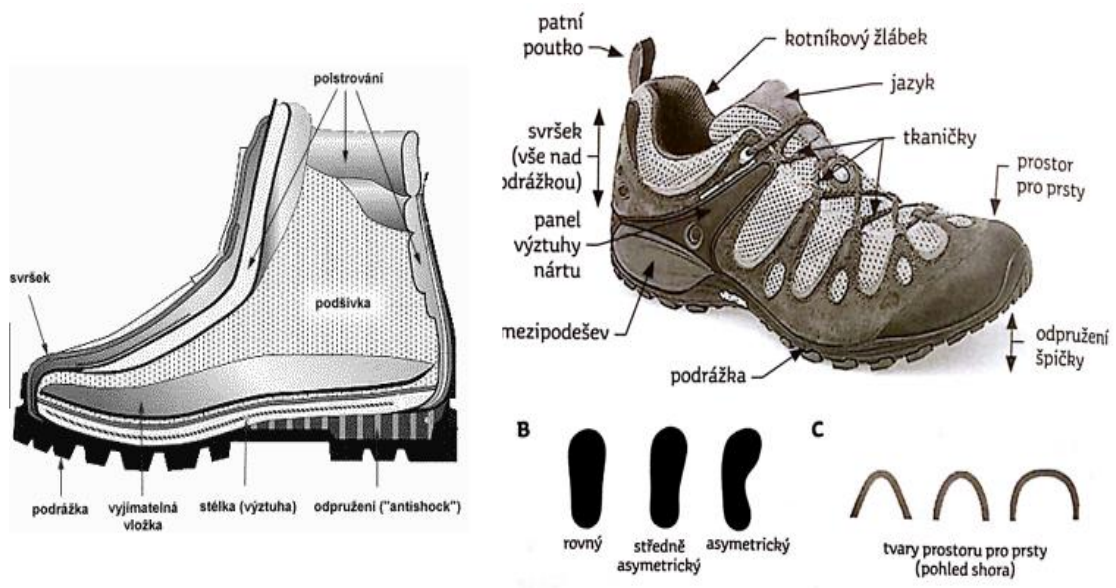 polstrování
svršek
podšívka
podrážka
vyjímatelná
vložka
stélka (výztuha)
odpružení ("antishock")
patní
poutko
kotníkový žlábek
jazyk
svršek
(vše nad
odrážkou)
tkaničky
prostor
pro prsty
panel
výztuhy
nártu
mezipodešev
podrážka
odpružení
špičky
B
rovný
středně
asymetrický
asymetrický
C
tvary prostoru pro prsty
(pohled shora)